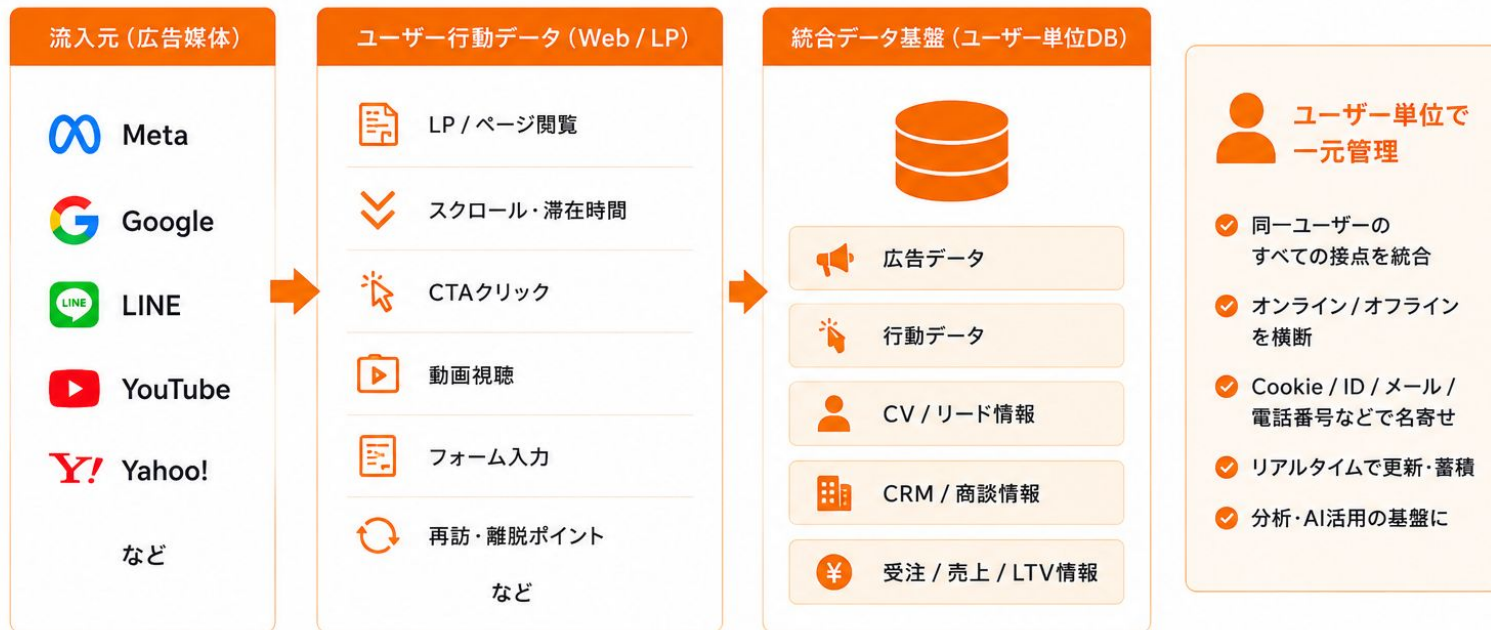 流入元（広告媒体）
Meta
Google
LINE
LINE
YouTube
Y!
Yahoo!
など
ユーザー行動データ（Web / LP）
LP / ページ閲覧
スクロール・滞在時間
CTAクリック
動画視聴
フォーム入力
再訪・離脱ポイント
など
統合データ基盤（ユーザー単位DB）
広告データ
行動データ
CV / リード情報
CRM / 商談情報
¥
受注 / 売上 / LTV情報
ユーザー単位で
一元管理
同一ユーザーの
すべての接点を統合
オンライン / オフライン
を横断
Cookie / ID / メール /
電話番号などで名寄せ
リアルタイムで更新・蓄積
分析・AI活用の基盤に